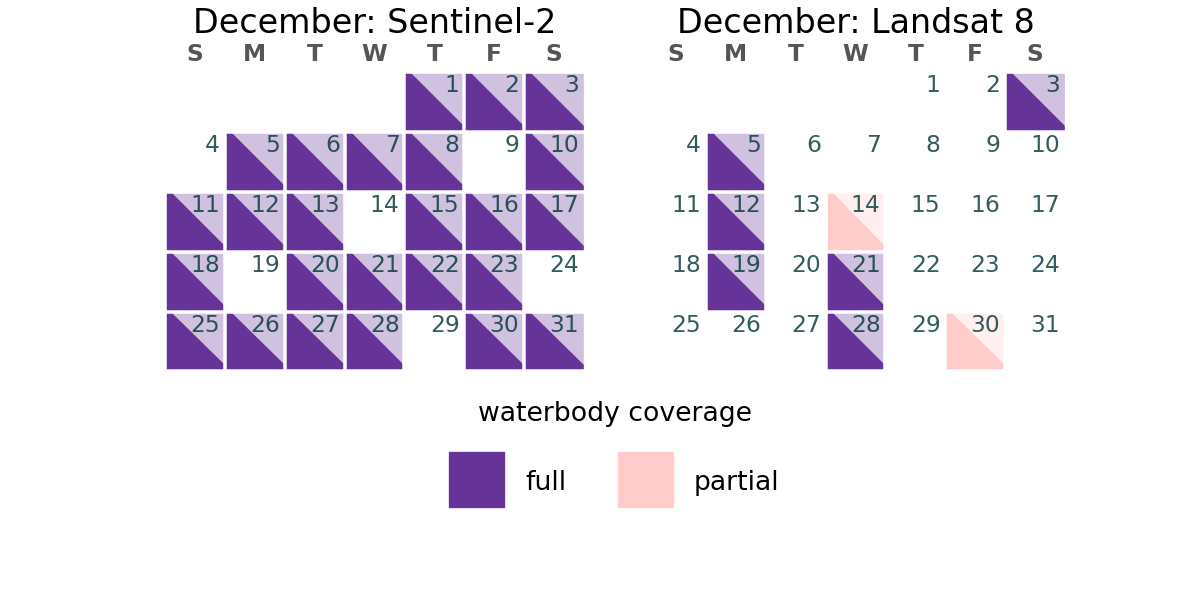 December: Sentinel-2
S M T W T F S
1 2 3
4 5 6 7 8 9 10
11 12 13 14 15 16 17
18 19 20 21 22 23 24
25 26 27 28 29 30 31
December: Landsat 8
S M T W T F S
1 2 3
4 5 6 7 8 9 10
11 12 13 14 15 16 17
18 19 20 21 22 23 24
25 26 27 28 29 30 31
waterbody coverage
full partial